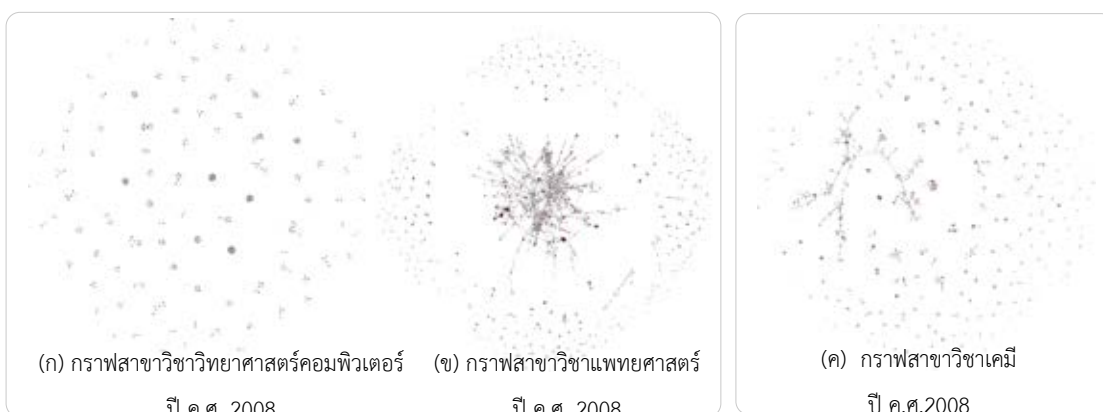 (ก) กราฟสาขาวิชาวิทยาศาสตร์คอมพิวเตอร์
ปี ค.ศ. 2008
(ข) กราฟสาขาวิชาแพทยศาสตร์
ปี ค.ศ. 2008
(ค) กราฟสาขาวิชาเคมี
ปี ค.ศ.2008